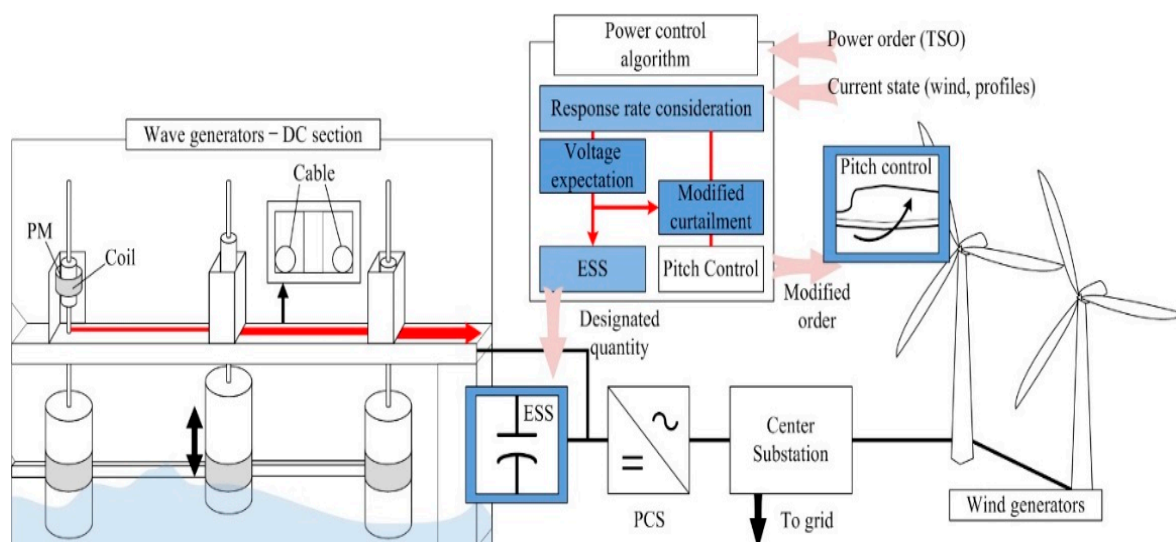 Power control
algorithm
Power order (TSO)
Current state (wind, profiles)
Response rate consideration
Voltage
expectation
Modified
curtailment
ESS
Pitch Control
Pitch control
Modified
order
Designated
quantity
Wave generators – DC section
Cable
PM
Coil
ESS
PCS
Center
Substation
To grid
Wind generators